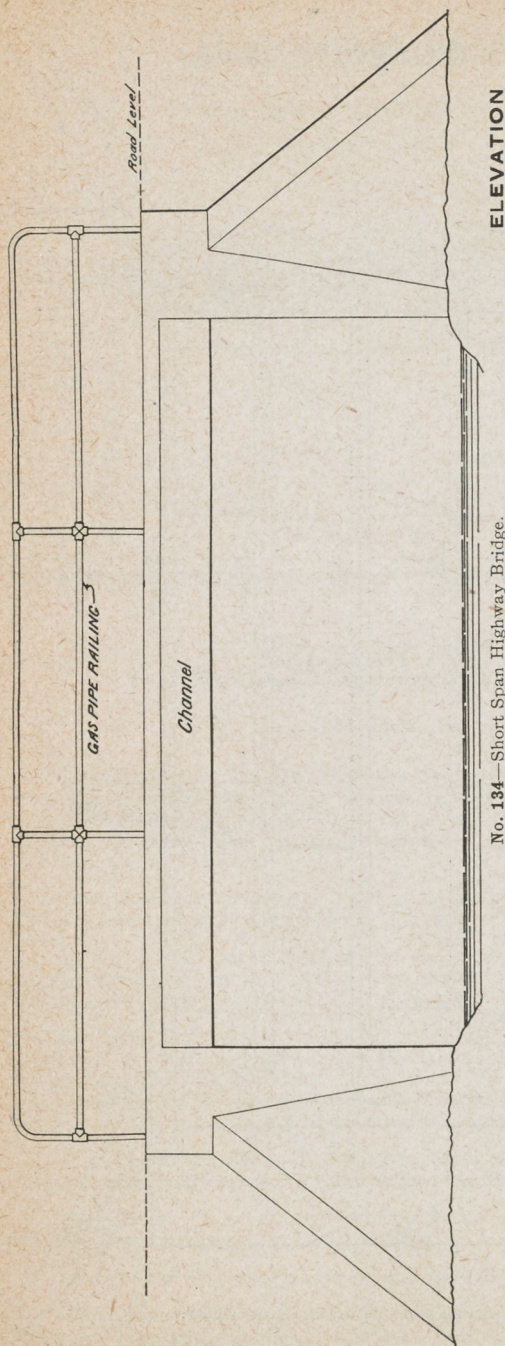 Road Level
GAS PIPE RAILING
Channel
ELEVATION
No. 134—Short Span Highway Bridge.